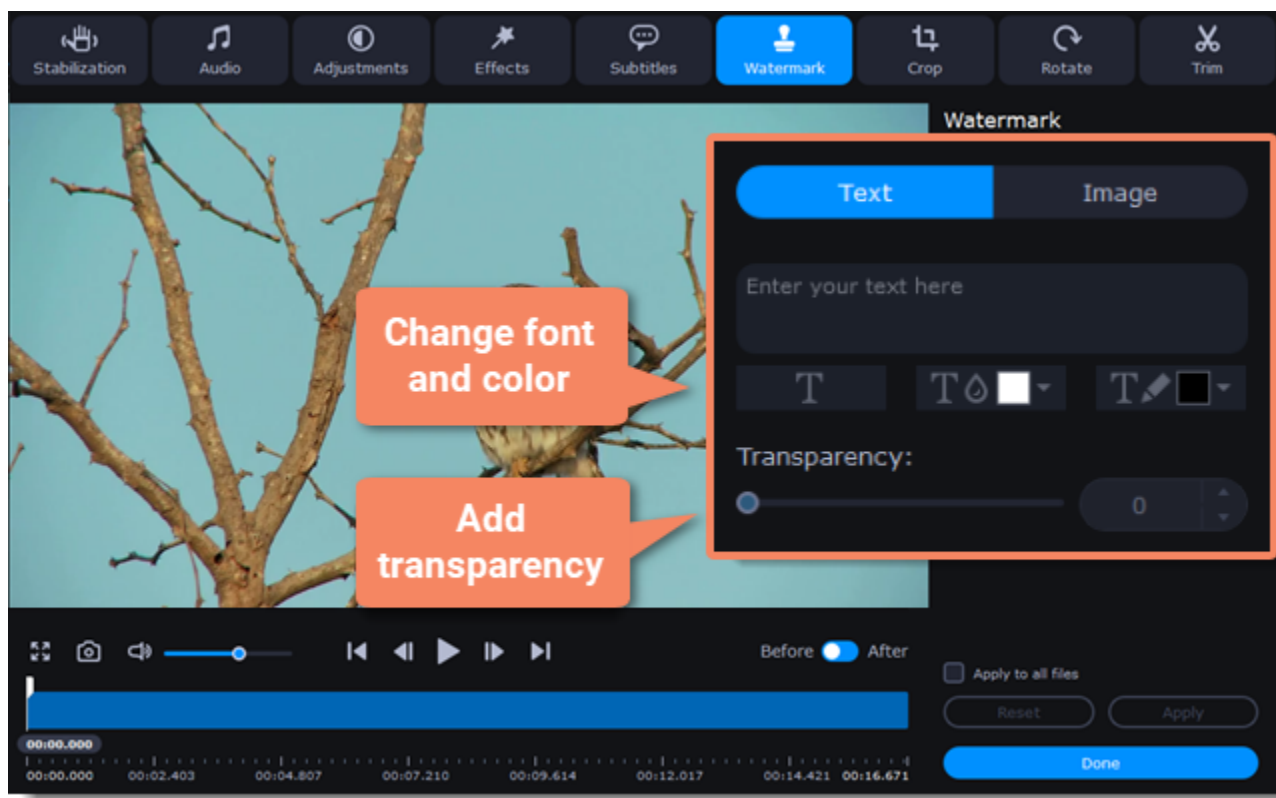 Stabilization
Audio
Adjustments
Effects
Subtitles
Watermark
Crop
Rotate
Trim
Watermark
Text
Image
Enter your text here
Change font
and color
T
T
T
Transparency:
0
Add
transparency
Before
After
Apply to all files
Reset
Apply
00:00.000
00:00.000
00:02.403
00:04.807
00:07.210
00:09.614
00:12.017
00:14.421
00:16.671
Done